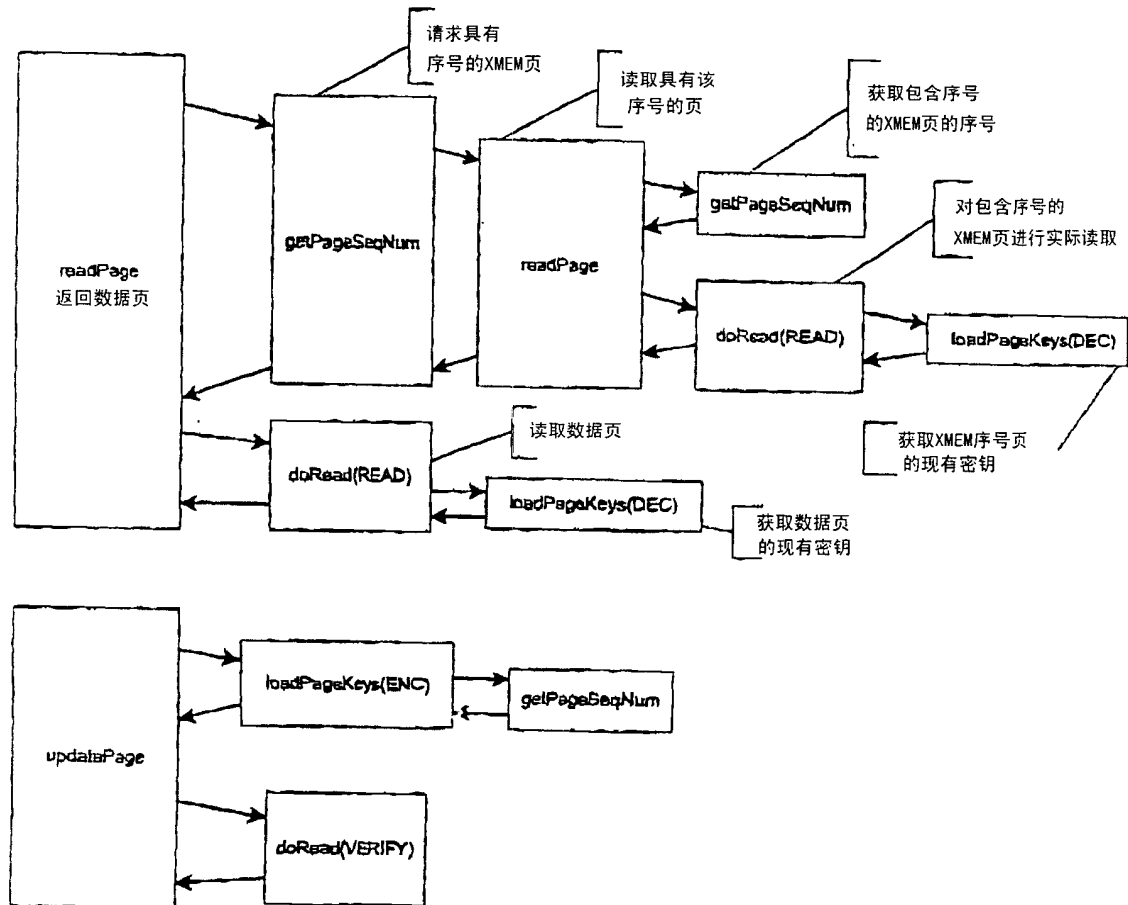 请求具有
序号的XMEM页
读取具有该
序号的页
获取包含序号
的XMEM页的序号
getPageSeqNum
对包含序号的
XMEM页进行实际读取
getPageSeqNum
readPage
readPage
返回数据页
doRead(READ)
loadPageKeys(DEC)
读取数据页
获取XMEM序号页
的现有密钥
doRead(READ)
loadPageKeys(DEC)
获取数据页
的现有密钥
loadPageKeys(ENC)
getPageSeqNum
updatePage
doRead(VERIFY)